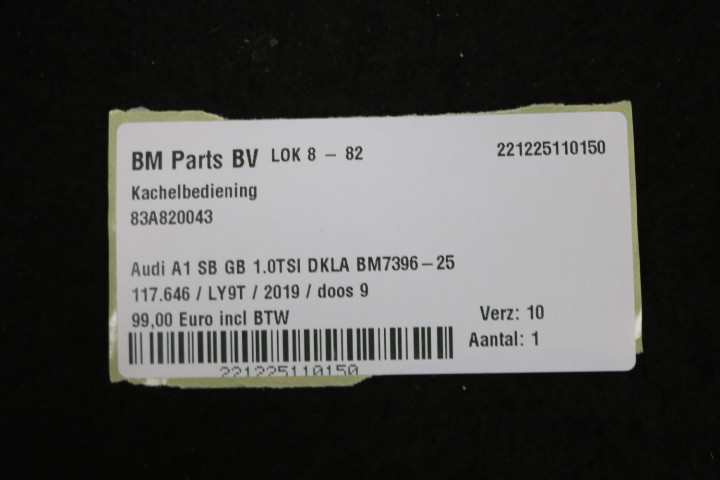 BM Parts BV LOK 8 – 82 221225110150
Kachelbediening
83A820043
Audi A1 SB GB 1.0TSI DKLA BM7396–25
117.646 / LY9T / 2019 / doos 9
99,00 Euro incl BTW Verz: 10
Aantal: 1
221225110150